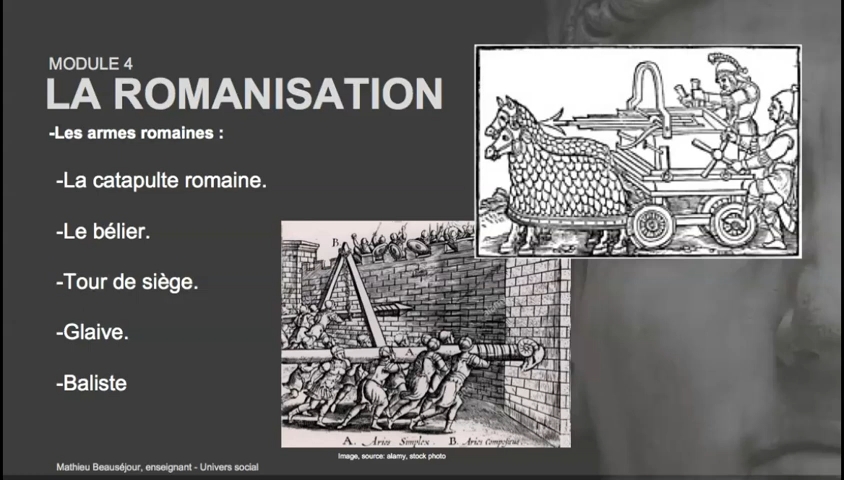 MODULE 4
LA ROMANISATION
-Les armes romaines :
-La catapulte romaine.
-Le bélier.
-Tour de siège.
-Glaive.
-Baliste
B.
A
A. Aries Simplex. B. Aries Compositus
Image, source: alamy, stock photo
Mathieu Beauséjour, enseignant - Univers social